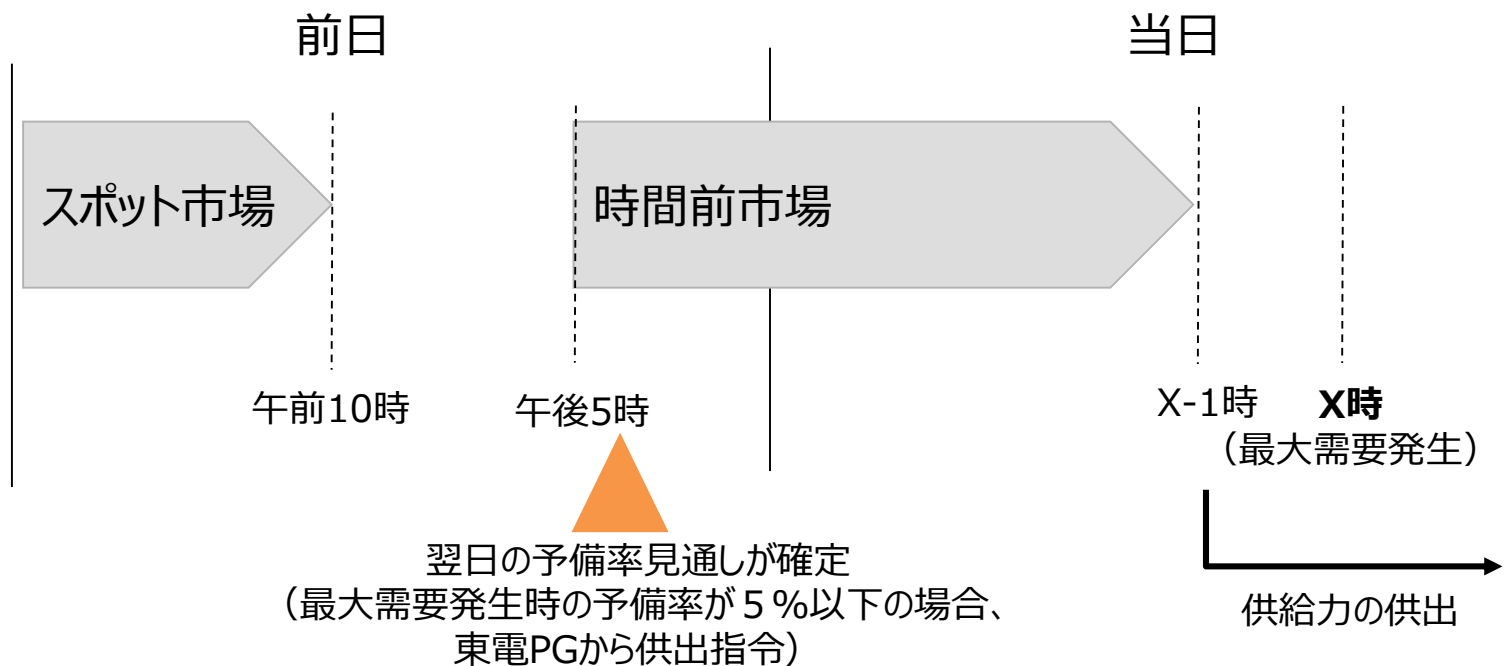 前日
当日
スポット市場
時間前市場
午前10時
午後5時
X-1時
X時
（最大需要発生）
翌日の予備率見通しが確定
（最大需要発生時の予備率が５%以下の場合、
東電PGから供出指令）
供給力の供出